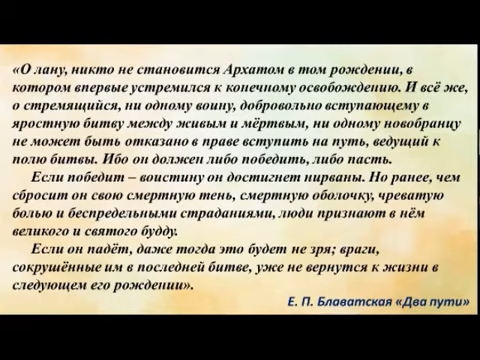 «О лану, никто не становится Архатом в том рождении, в
котором впервые устремился к конечному освобождению. И всё же,
о стремящийся, ни одному воину, добровольно вступающему в
яростную битву между живым и мёртвым, ни одному новобранцу
не может быть отказано в праве вступить на путь, ведущий к
полю битвы. Ибо он должен либо победить, либо пасть.
Если победит – воистину он достигнет нирваны. Но ранее, чем
сбросит он свою смертную тень, смертную оболочку, чреватую
болью и беспредельными страданиями, люди признают в нём
великого и святого будду.
Если он падёт, даже тогда это будет не зря; враги,
сокрушённые им в последней битве, уже не вернутся к жизни в
следующем его рождении».
Е. П. Блаватская «Два пути»